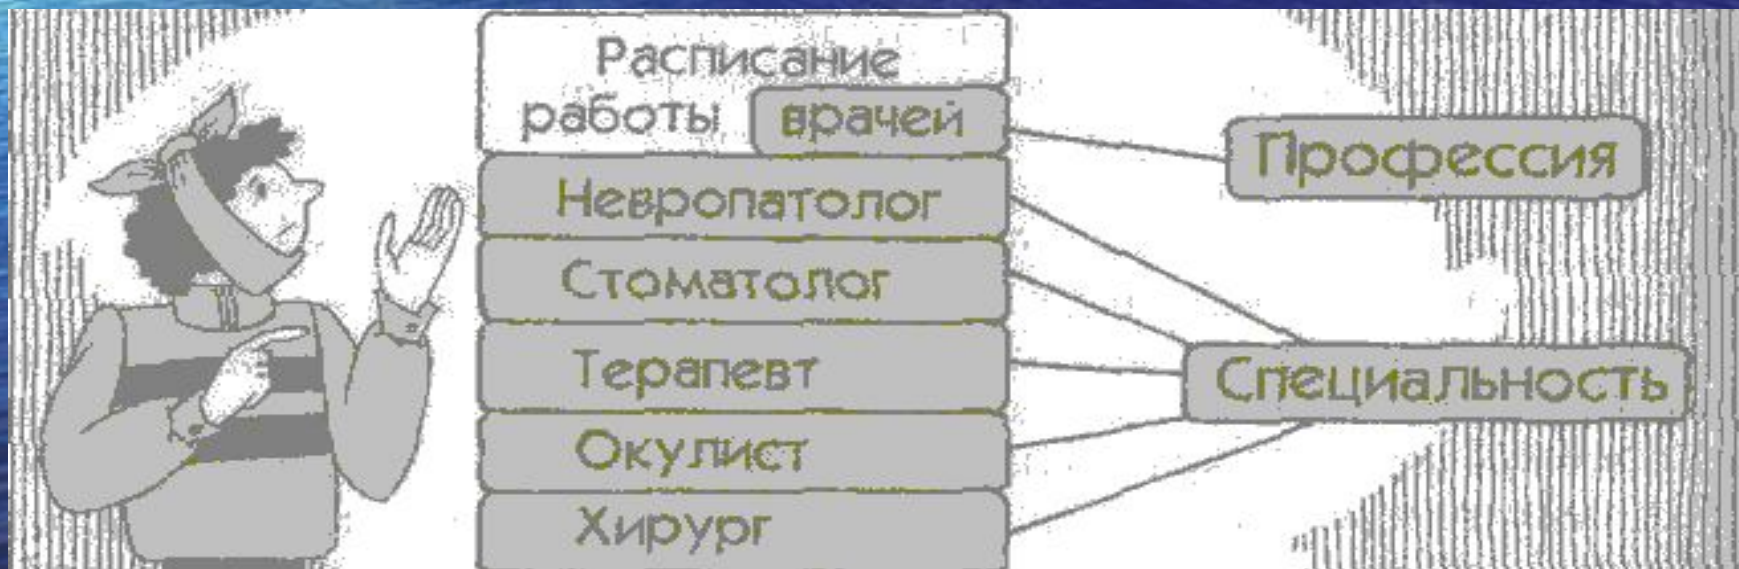 Расписание
работы врачей
Профессия
Невропатолог
Стоматолог
Терапевт
Специальность
Окулист
Хирург